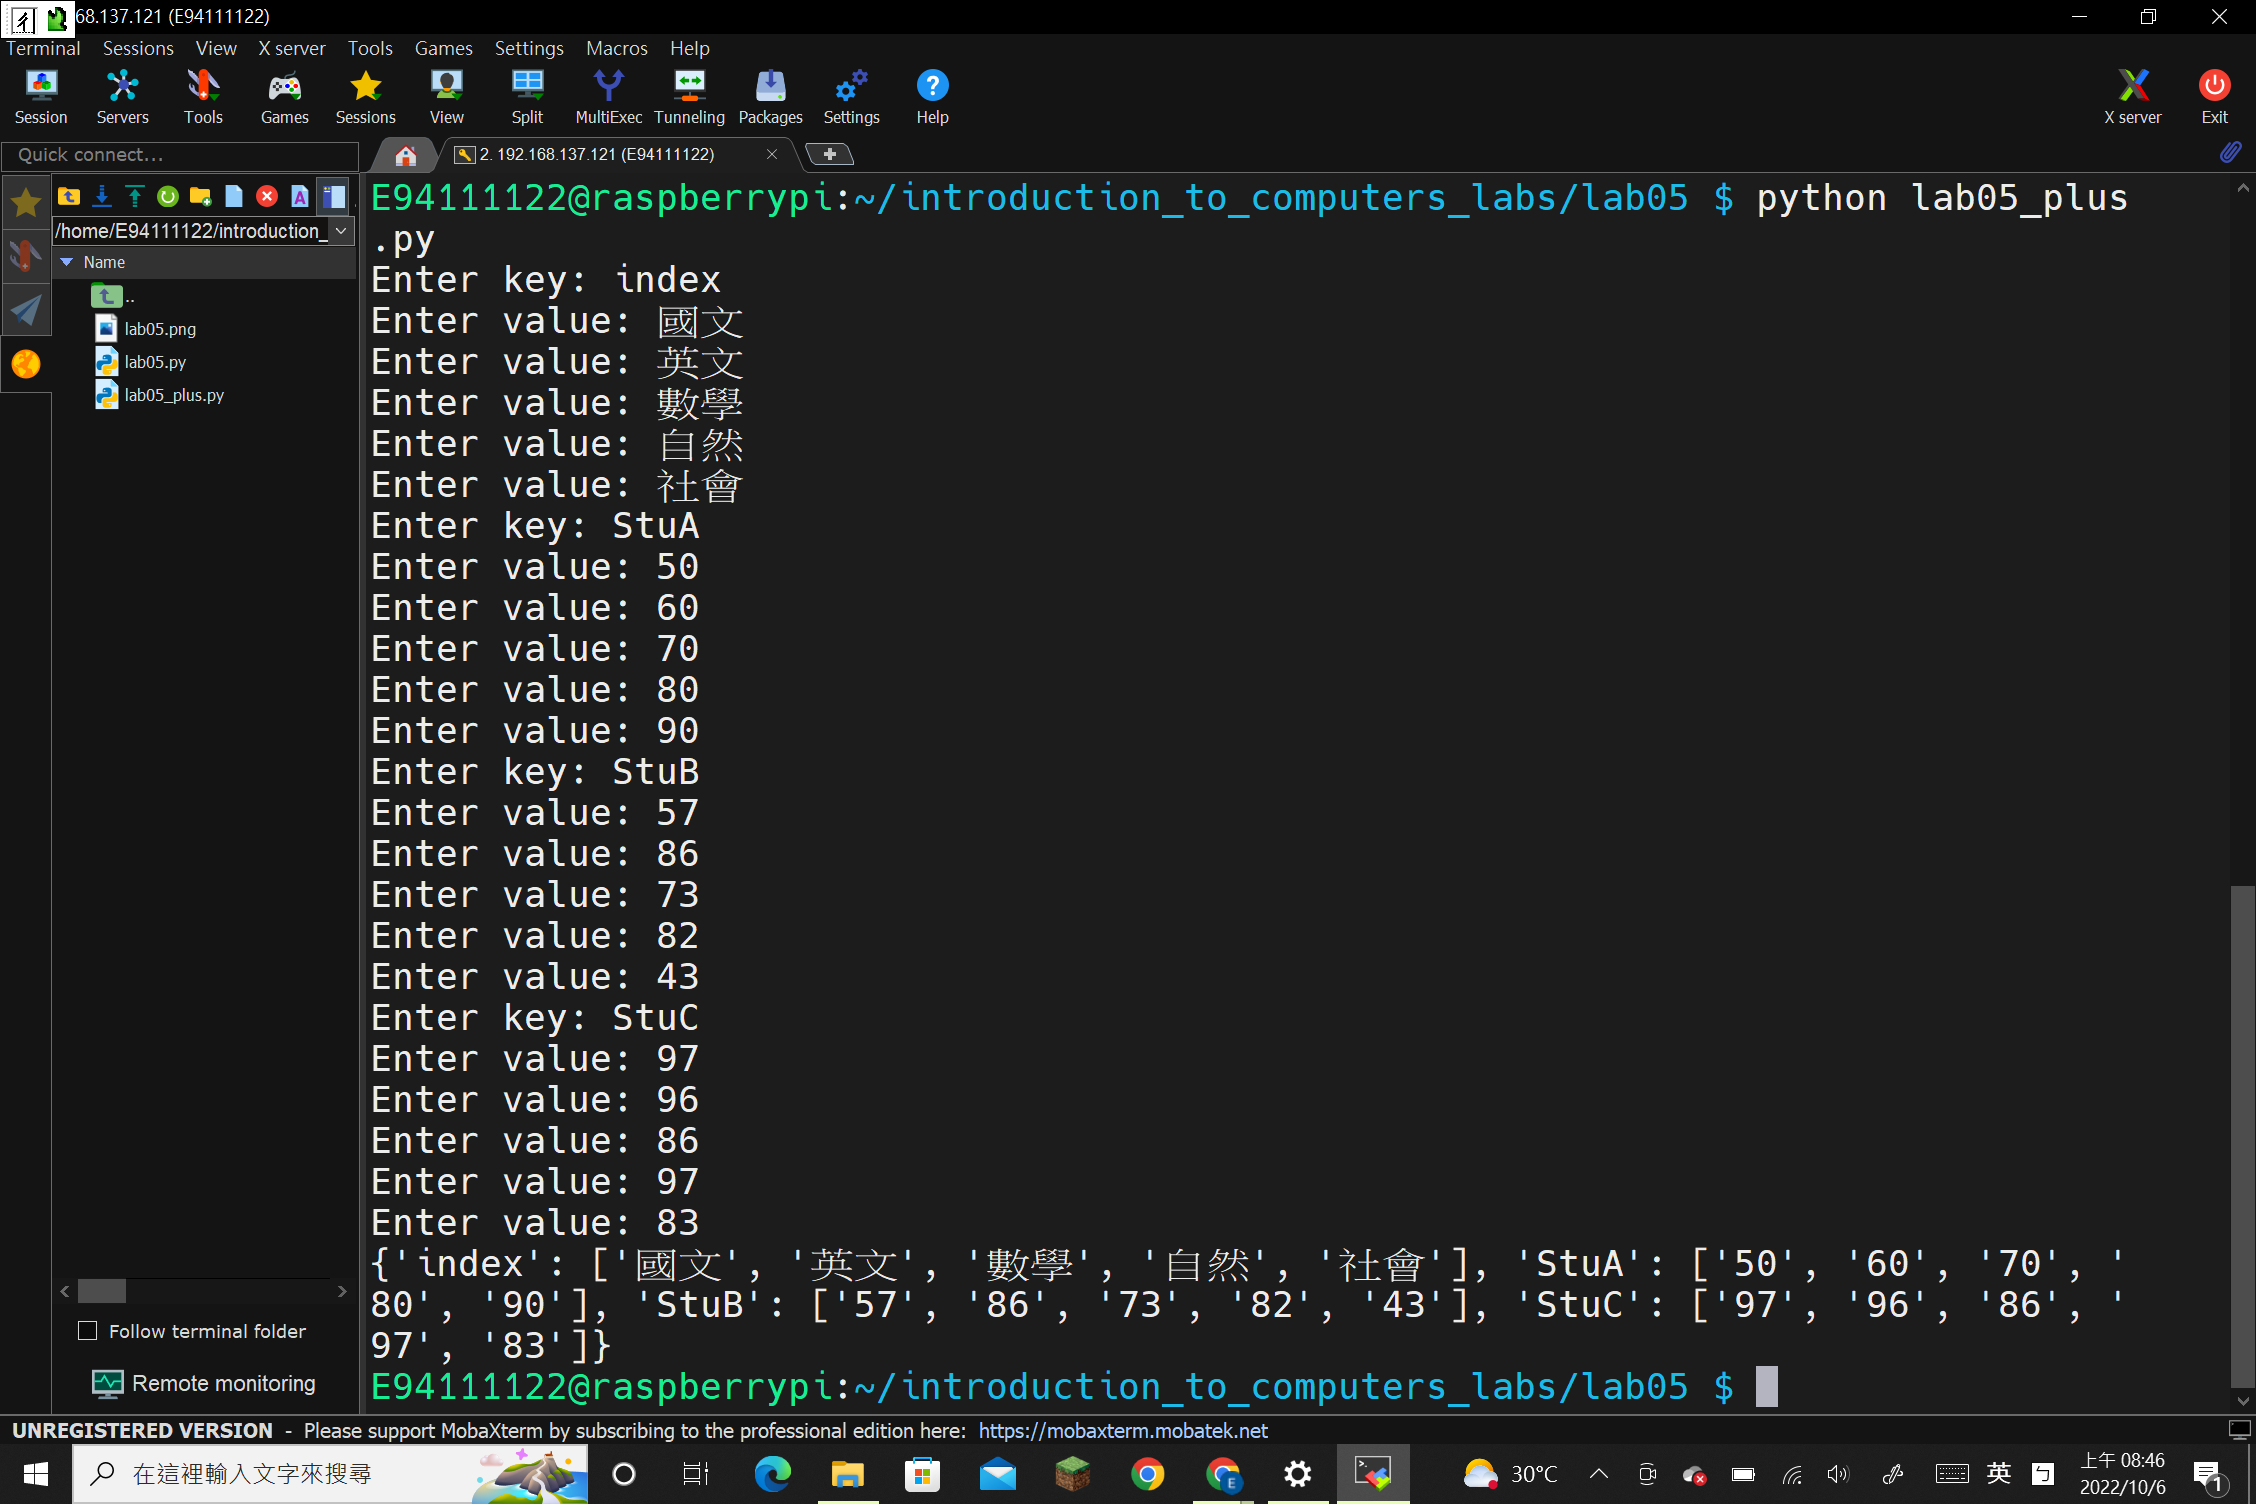 68.137.121 (E94111122)
Terminal Sessions View X server Tools Games Settings Macros Help
Session Servers Tools Games Sessions View Split MultiExec Tunneling Packages Settings Help X server Exit
Quick connect...
2. 192.168.137.121 (E94111122)
/home/E94111122/introduction_
Name
..
lab05.png
lab05.py
lab05_plus.py
E94111122@raspberrypi:~/introduction_to_computers_labs/lab05 $ python lab05_plus
.py
Enter key: index
Enter value: 國文
Enter value: 英文
Enter value: 數學
Enter value: 自然
Enter value: 社會
Enter key: StuA
Enter value: 50
Enter value: 60
Enter value: 70
Enter value: 80
Enter value: 90
Enter key: StuB
Enter value: 57
Enter value: 86
Enter value: 73
Enter value: 82
Enter value: 43
Enter key: StuC
Enter value: 97
Enter value: 96
Enter value: 86
Enter value: 97
Enter value: 83
{'index': ['國文', '英文', '數學', '自然', '社會'], 'StuA': ['50', '60', '70', '
80', '90'], 'StuB': ['57', '86', '73', '82', '43'], 'StuC': ['97', '96', '86', '
97', '83']}
E94111122@raspberrypi:~/introduction_to_computers_labs/lab05 $
Follow terminal folder
Remote monitoring
UNREGISTERED VERSION - Please support MobaXterm by subscribing to the professional edition here: https://mobaxterm.mobatek.net
在這裡輸入文字來搜尋
30°C
英
ㄅ
上午 08:46
2022/10/6
1